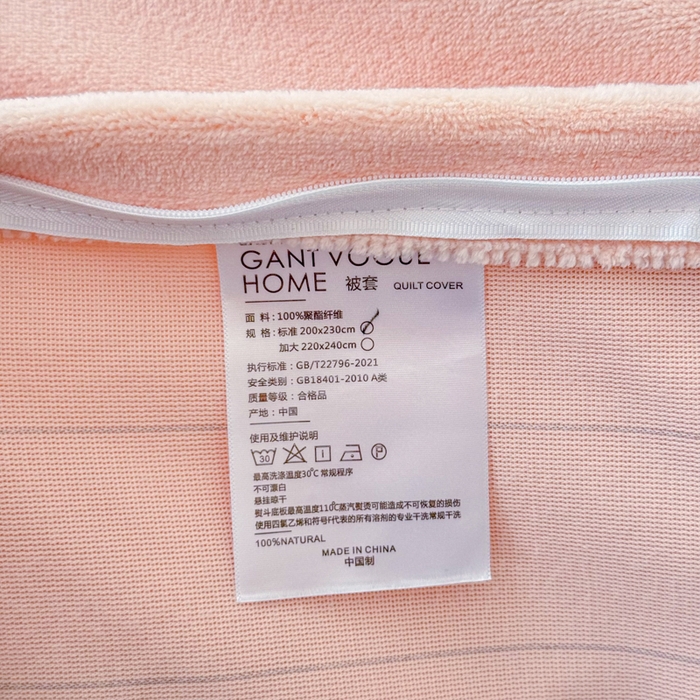 GANT VOGUE
HOME 被套 QUILT COVER
面 料：100%聚酯纤维
规 格：标准 200x230cm
加大 220x240cm
执行标准：GB/T22796-2021
安全类别：GB18401-2010 A类
质量等级：合格品
产地：中国
使用及维护说明
30 P
最高洗涤温度30℃ 常规程序
不可漂白
悬挂晾干
熨斗底板最高温度110℃蒸汽熨烫可能造成不可恢复的损伤
使用四氯乙烯和符号F代表的所有溶剂的专业干洗常规干洗
100%NATURAL
MADE IN CHINA
中国制